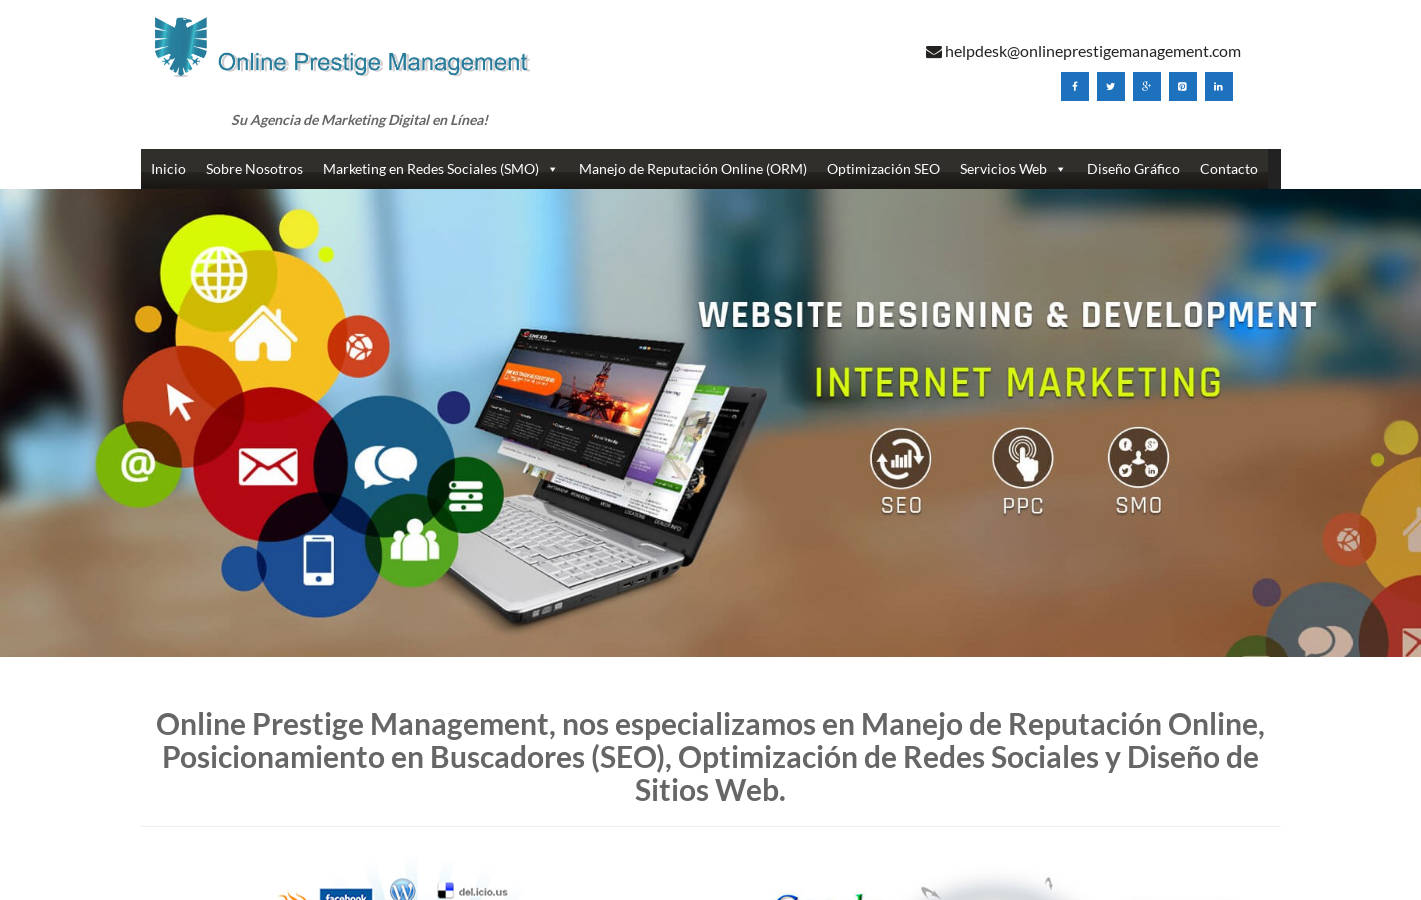 Online Prestige Management
helpdesk@onlineprestigemanagement.com
Su Agencia de Marketing Digital en Línea!
Inicio
Sobre Nosotros
Marketing en Redes Sociales (SMO)
Manejo de Reputación Online (ORM)
Optimización SEO
Servicios Web
Diseño Gráfico
Contacto
WEBSITE DESIGNING & DEVELOPMENT
INTERNET MARKETING
SEO
PPC
SMO
Online Prestige Management, nos especializamos en Manejo de Reputación Online,
Posicionamiento en Buscadores (SEO), Optimización de Redes Sociales y Diseño de
Sitios Web.
facebook
del.icio.us